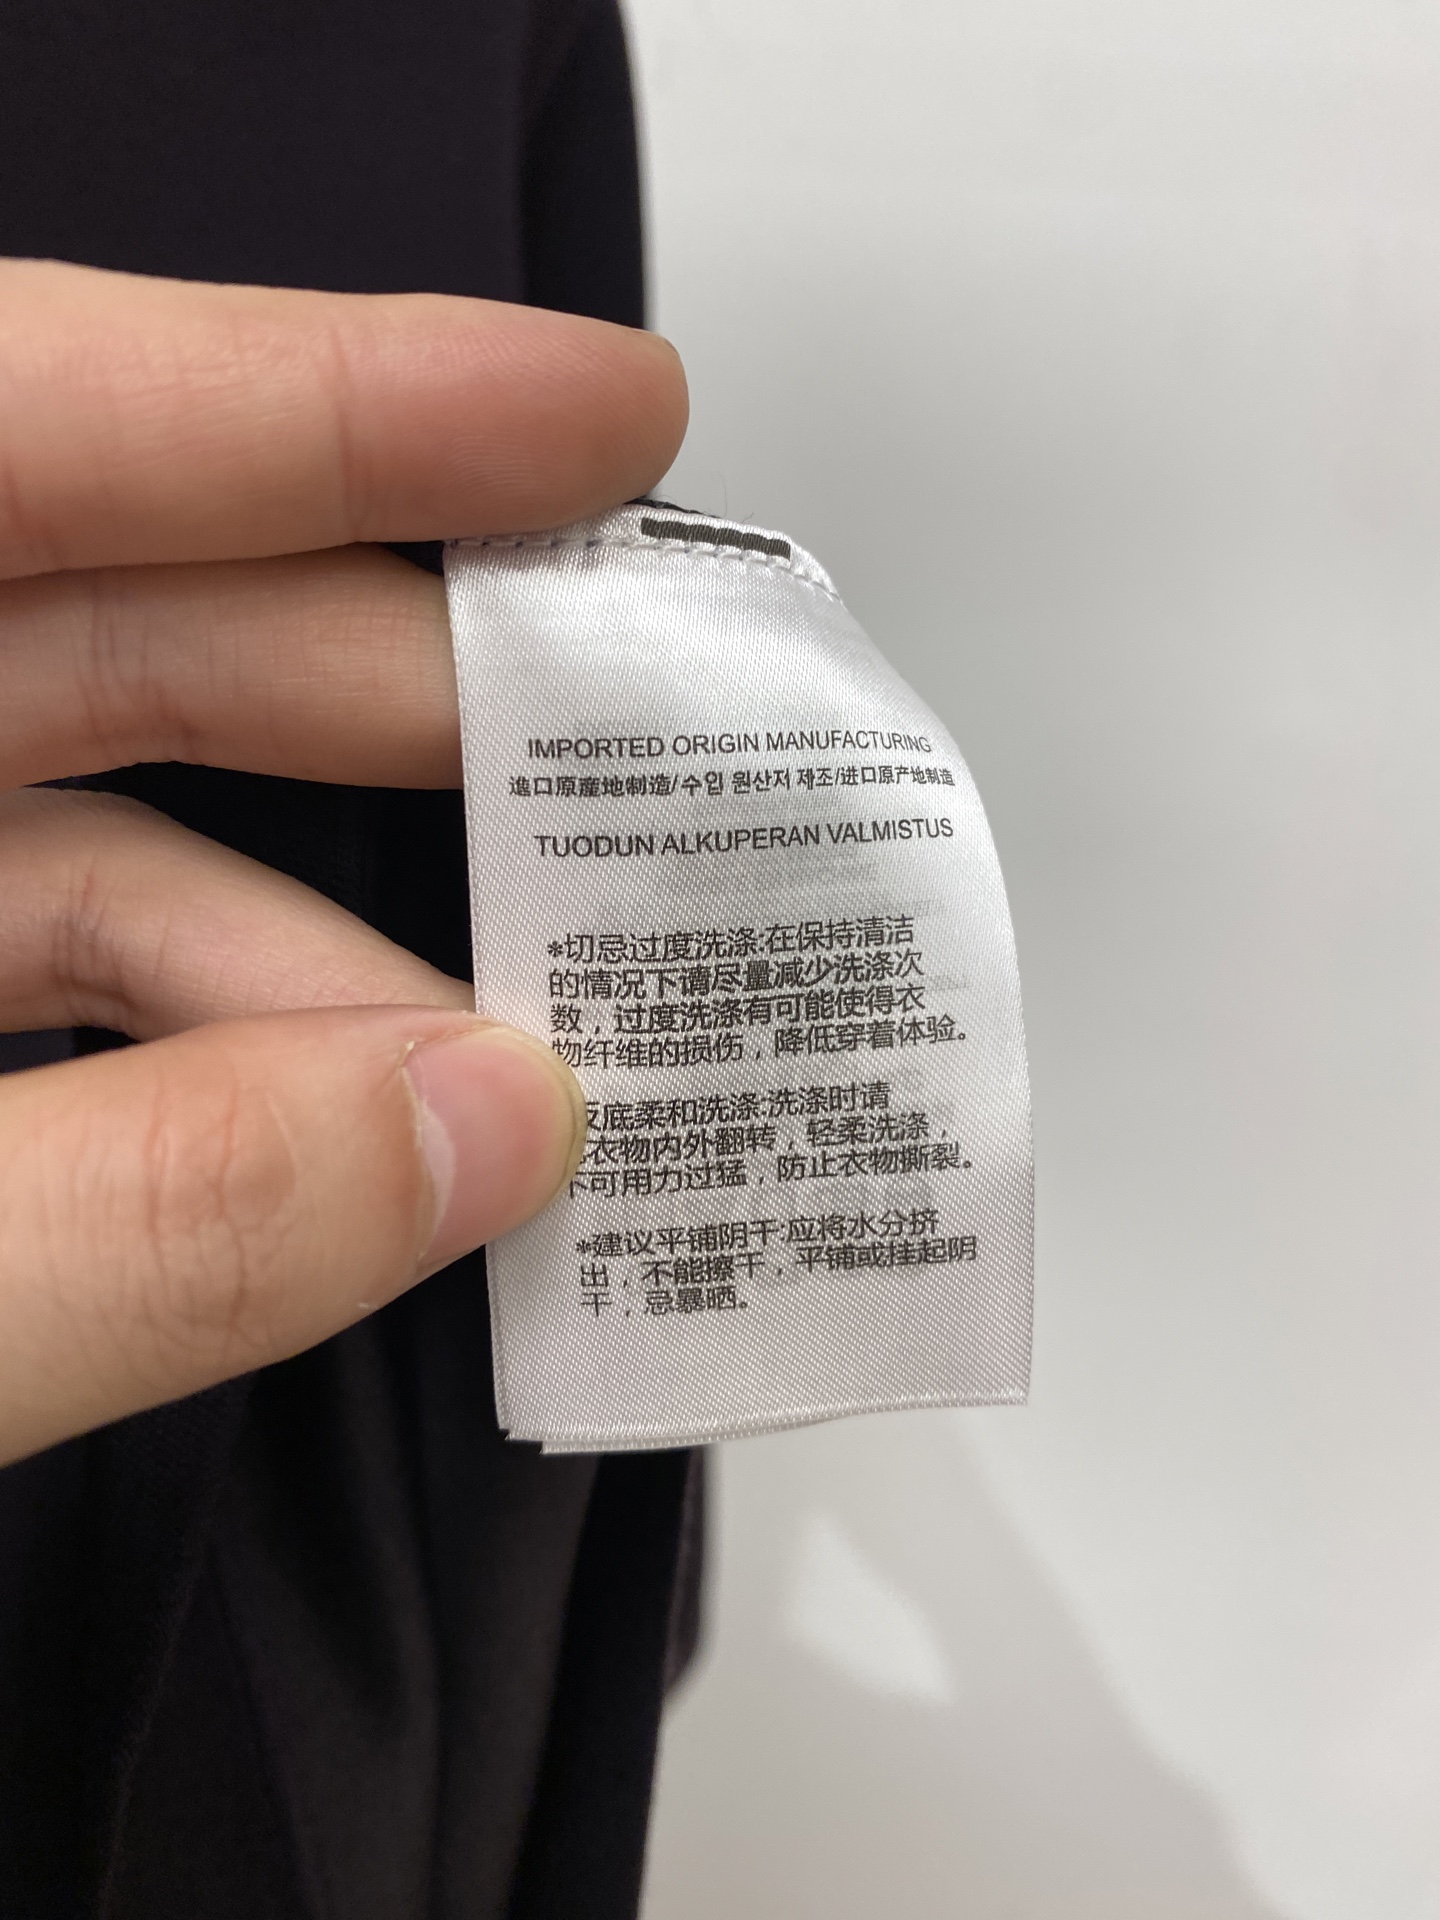 IMPORTED ORIGIN MANUFACTURING
進口原産地制造/수입 원산저 제조/进口原产地制造
TUODUN ALKUPERAN VALMISTUS
*切忌过度洗涤:在保持清洁
的情况下请尽量减少洗涤次
数，过度洗涤有可能使得衣
物纤维的损伤，降低穿着体验。
反底柔和洗涤:洗涤时请
衣物内外翻转，轻柔洗涤，
不可用力过猛，防止衣物撕裂。
*建议平铺阴干:应将水分挤
出，不能擦干，平铺或挂起阴
干，忌暴晒。